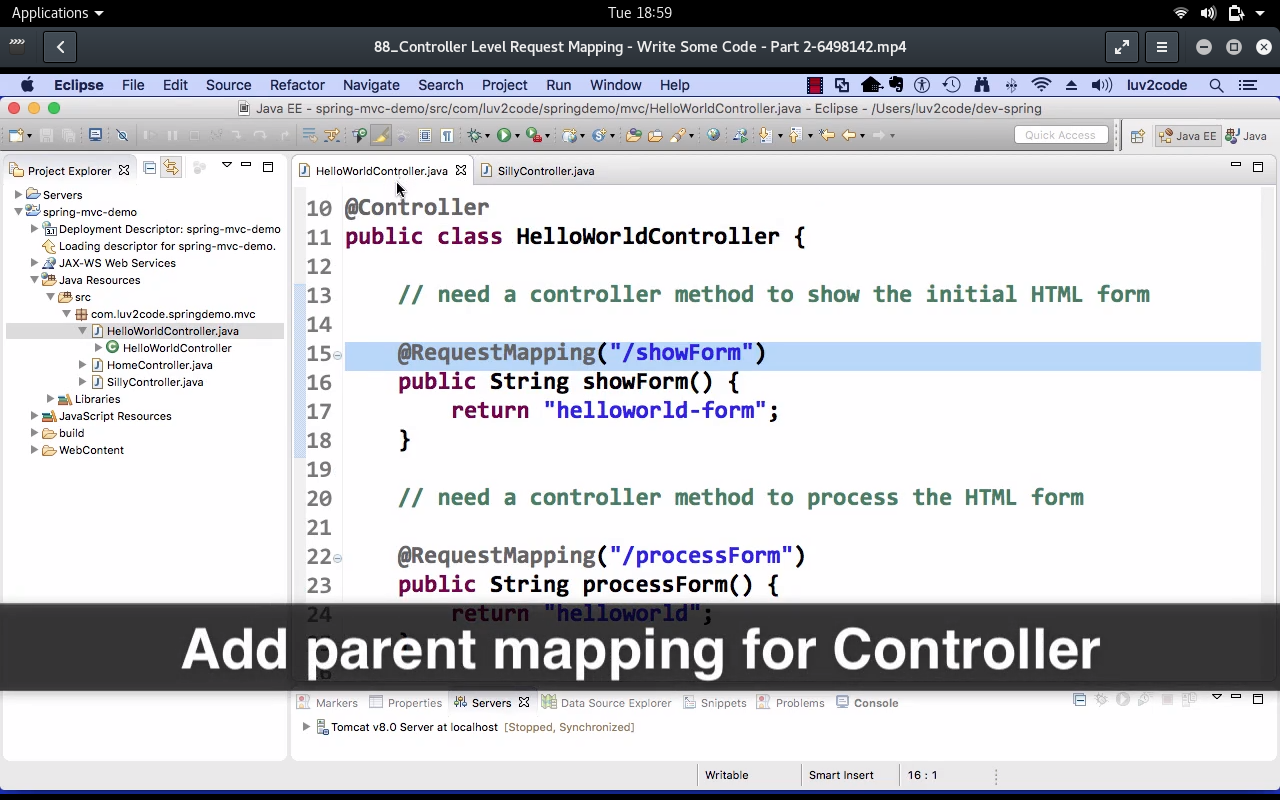 Applications
Tue 18:59
88_Controller Level Request Mapping - Write Some Code - Part 2-6498142.mp4
Eclipse File Edit Source Refactor Navigate Search Project Run Window Help luv2code
Java EE - spring-mvc-demo/src/com/luv2code/springdemo/mvc/HelloWorldController.java - Eclipse - /Users/luv2code/dev-spring
Quick Access
Java EE
Java
Project Explorer
Servers
spring-mvc-demo
Deployment Descriptor: spring-mvc-demo
Loading descriptor for spring-mvc-demo.
JAX-WS Web Services
Java Resources
src
com.luv2code.springdemo.mvc
HelloWorldController.java
HelloWorldController
HomeController.java
SillyController.java
Libraries
JavaScript Resources
build
WebContent
HelloWorldController.java
SillyController.java
10 @Controller
11 public class HelloWorldController {
12
13 // need a controller method to show the initial HTML form
14
15 @RequestMapping("/showForm")
16 public String showForm() {
17 return "helloworld-form";
18 }
19
20 // need a controller method to process the HTML form
21
22 @RequestMapping("/processForm")
23 public String processForm() {
24 return "helloworld";
Add parent mapping for Controller
Markers Properties Servers Data Source Explorer Snippets Problems Console
Tomcat v8.0 Server at localhost [Stopped, Synchronized]
Writable Smart Insert 16 : 1